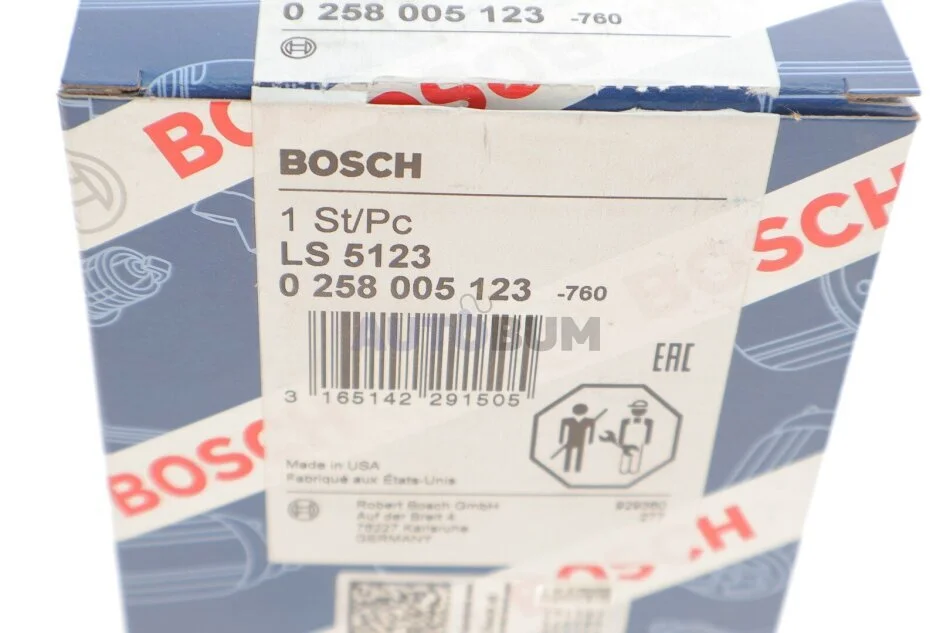 0 258 005 123 -760
BOSCH
1 St/Pc
LS 5123
0 258 005 123 -760
AUTOBUM
3 165142 291505
EAC
Made in USA
Fabriqué aux États-Unis
Robert Bosch GmbH
Auf der Breit 4
76227 Karlsruhe
GERMANY
277
BOSCH
BOSCH